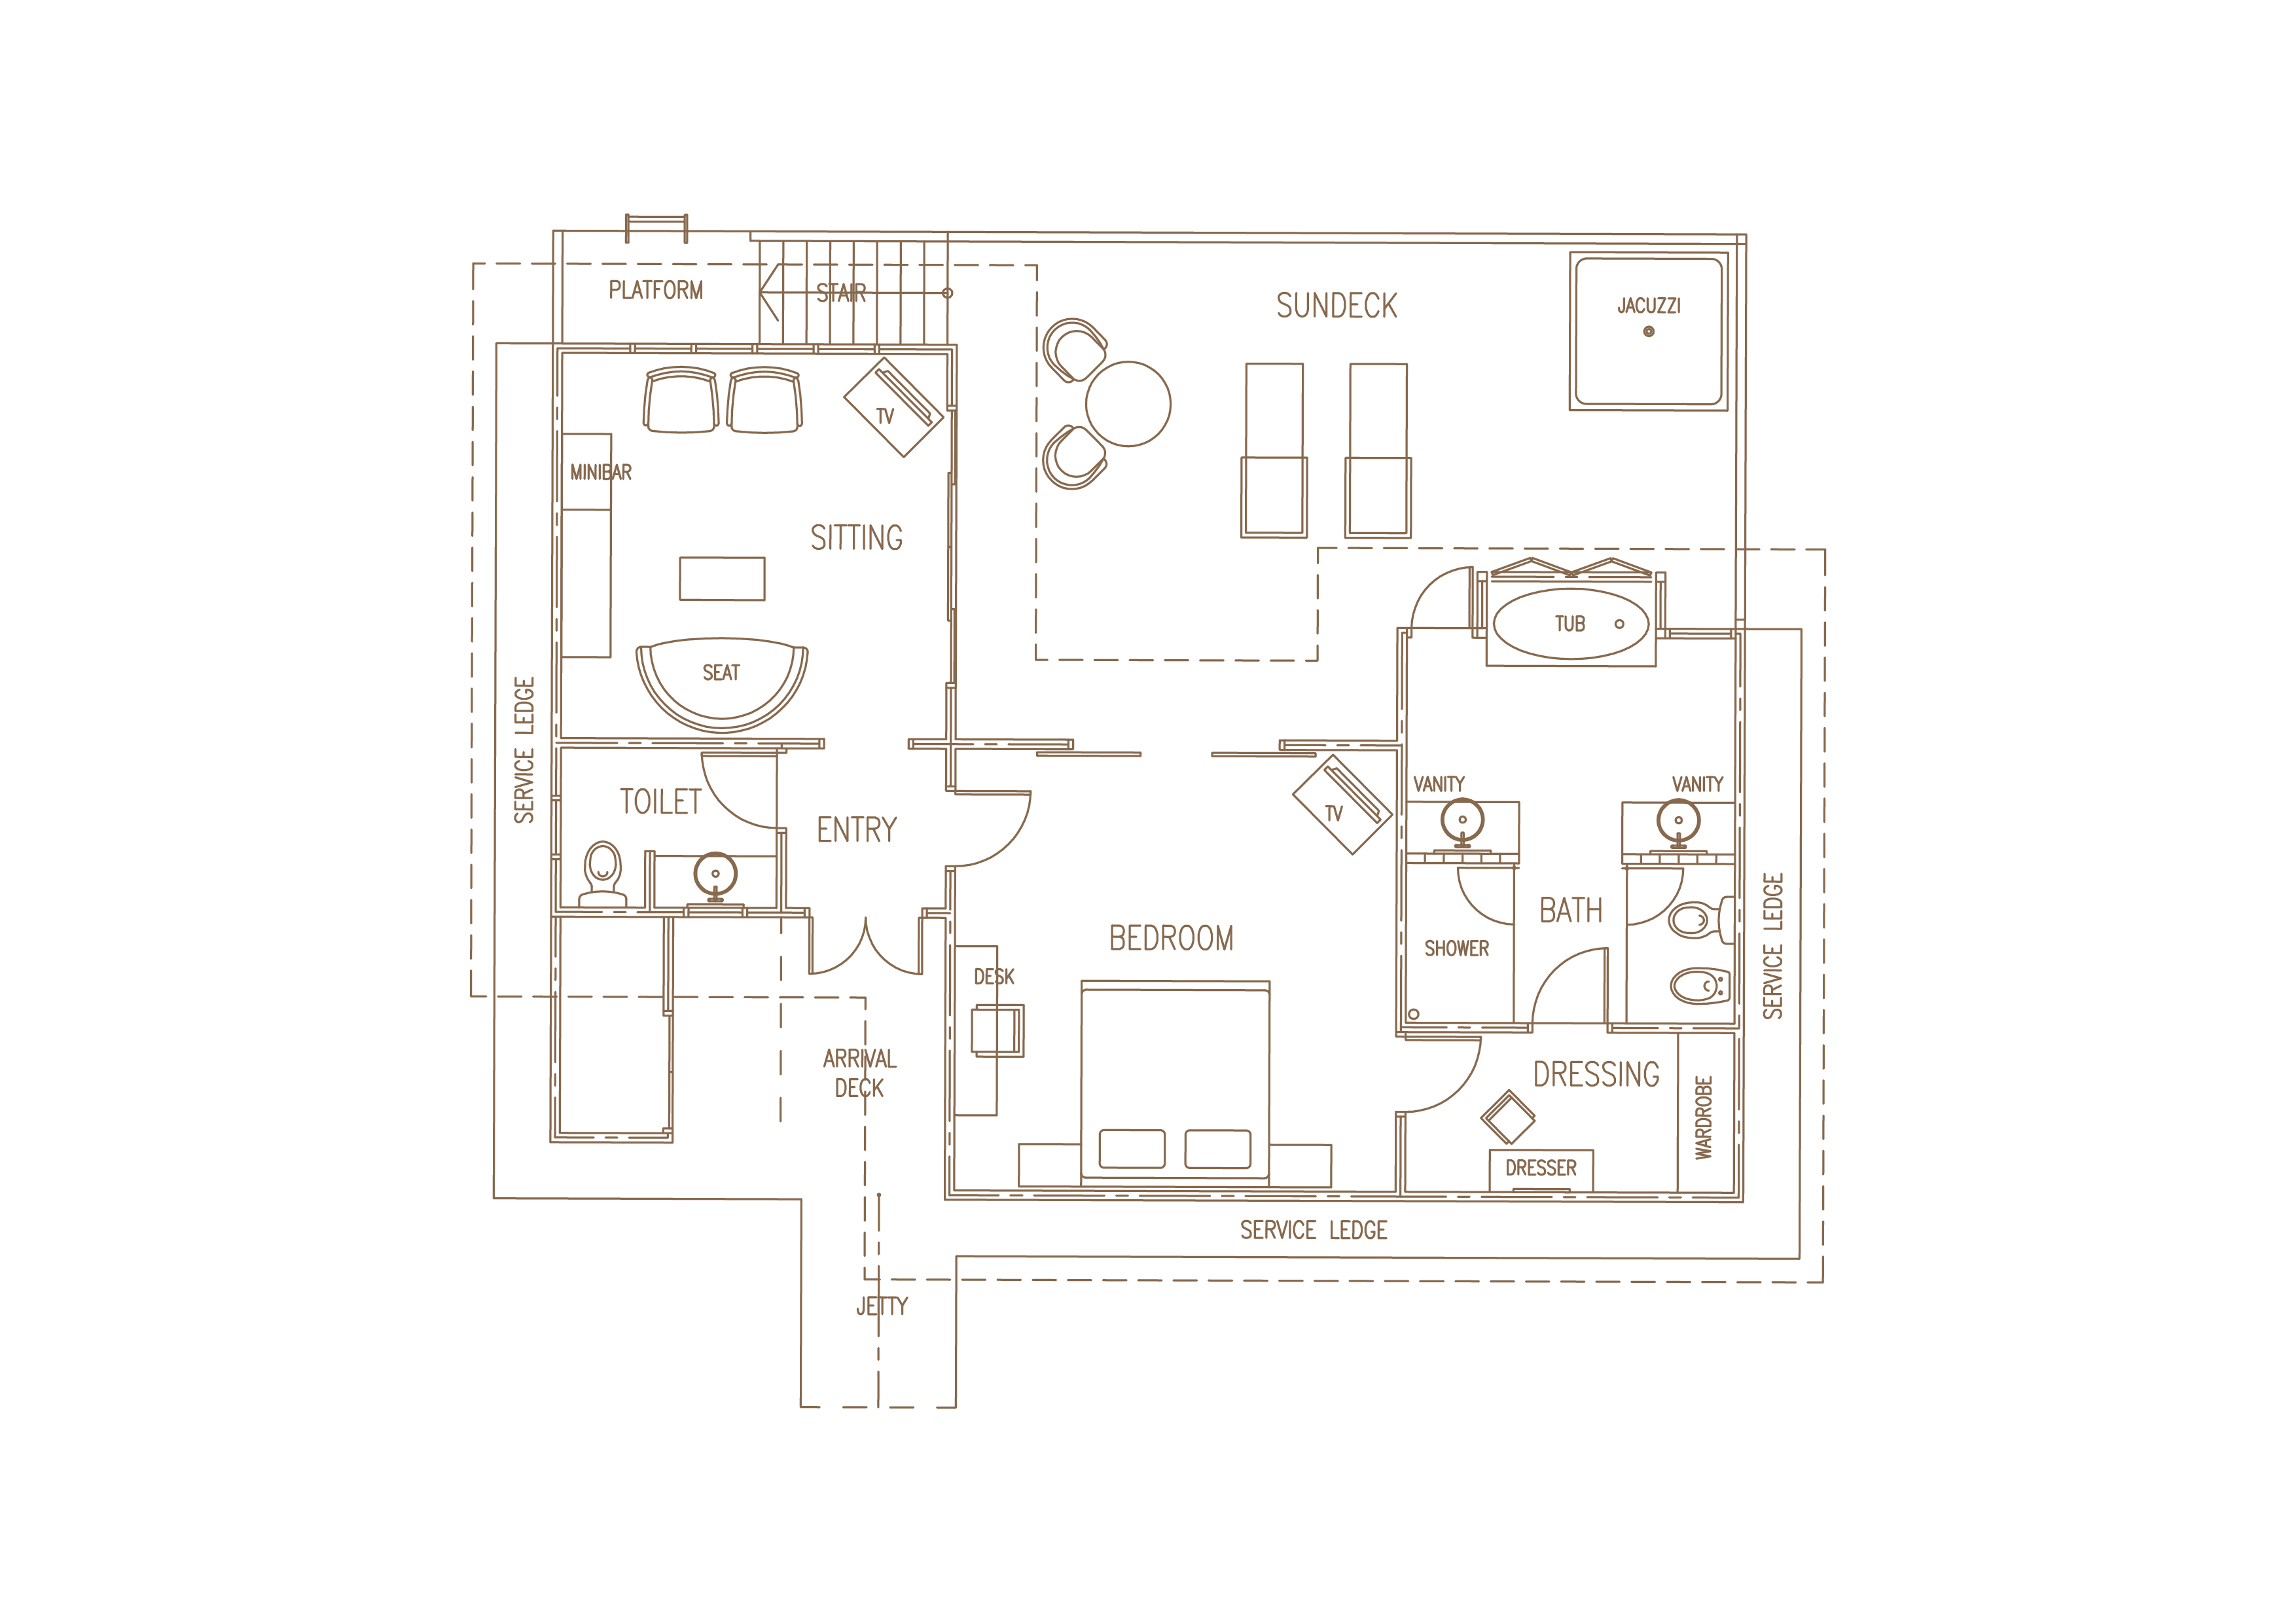 PLATFORM
STAIR
SUNDECK
JACUZZI
TV
MINIBAR
SITTING
TUB
SEAT
SERVICE LEDGE
TOILET
ENTRY
TV
VANITY
VANITY
BEDROOM
BATH
SHOWER
SERVICE LEDGE
DESK
ARRIVAL
DECK
DRESSING
WARDROBE
DRESSER
SERVICE LEDGE
JETTY